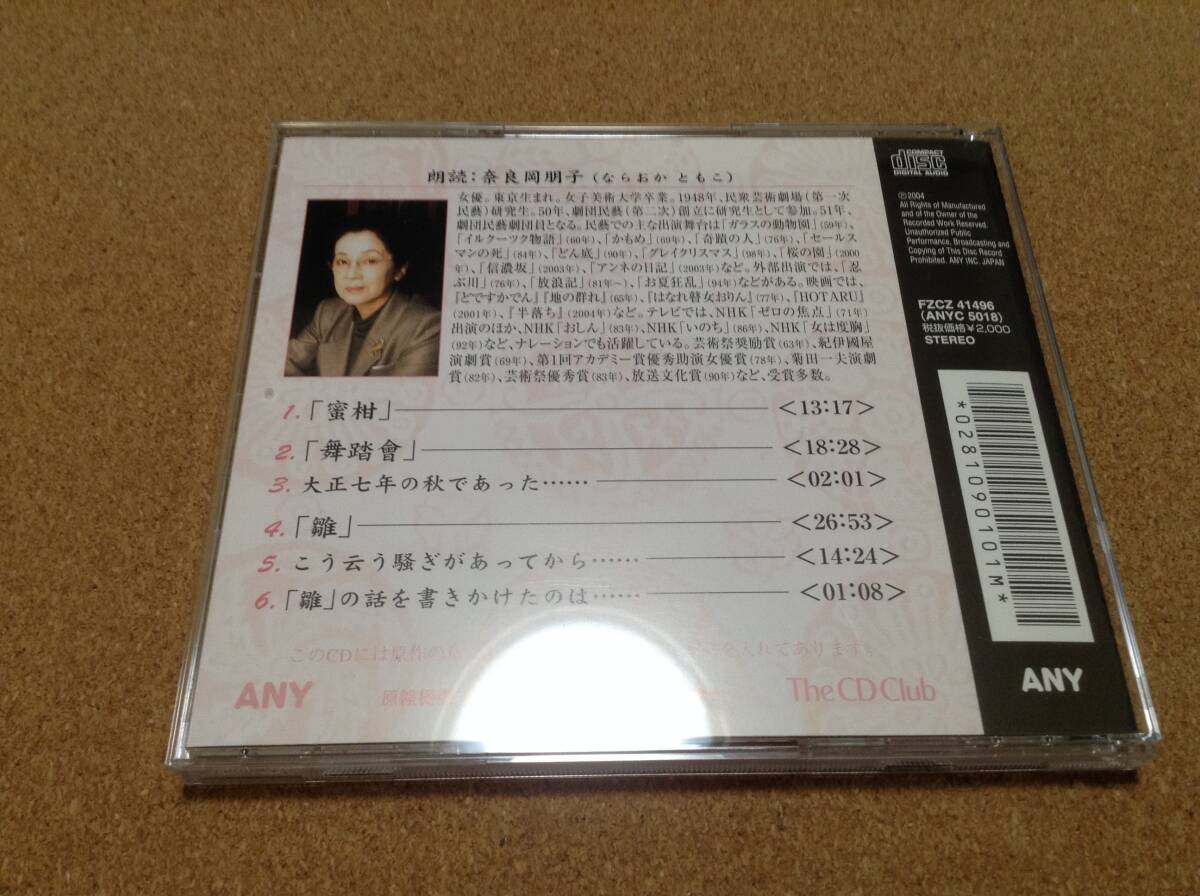 朗読：奈良岡朋子（ならおか ともこ）
女優。東京生まれ。女子美術大学卒業。1948年、民衆芸術劇場（第一次
民藝）研究生。50年、劇団民藝（第二次）創立に研究生として参加。51年、
劇団民藝劇団員となる。民藝での主な出演舞台は「ガラスの動物園」（59年）、
「イルクーツク物語」（60年）、「かもめ」（69年）、「奇蹟の人」（76年）、「セールス
マンの死」（84年）、「どん底」（90年）、「グレイクリスマス」（98年）、「桜の園」（2000
年）、「信濃坂」（2003年）、「アンネの日記」（2003年）など。外部出演では、「忍
ぶ川」（76年）、「放浪記」（81年～）、「お夏狂乱」（94年）などがある。映画では、
『どですかでん』『地の群れ』（65年）、『はなれ瞽女おりん』（77年）、『HOTARU』
（2001年）、『半落ち』（2004年）など。テレビでは、NHK「ゼロの焦点」（71年）
出演のほか、NHK「おしん」（83年）、NHK「いのち」（86年）、NHK「女は度胸」
（92年）など、ナレーションでも活躍している。芸術祭奨励賞（63年）、紀伊國屋
演劇賞（69年）、第1回アカデミー賞優秀助演女優賞（78年）、菊田一夫演劇
賞（82年）、芸術祭優秀賞（83年）、放送文化賞（90年）など、受賞多数。
1.「蜜柑」 <13:17>
2.「舞踏會」 <18:28>
3. 大正七年の秋であった…… <02:01>
4.「雛」 <26:53>
5. こう云う騒ぎがあってから…… <14:24>
6.「雛」の話を書きかけたのは…… <01:08>
このCDには原作の を入れてあります。
ANY
原盤提供
The CD Club
COMPACT
disc
DIGITAL AUDIO
℗2004
All Rights of Manufactured
and of the Owner of the
Recorded Work Reserved.
Unauthorized Public
Performance, Broadcasting and
Copying of This Disc Record
Prohibited. ANY INC. JAPAN
FZCZ 41496
(ANYC 5018)
税抜価格¥2,000
STEREO
*0281090101M*
ANY